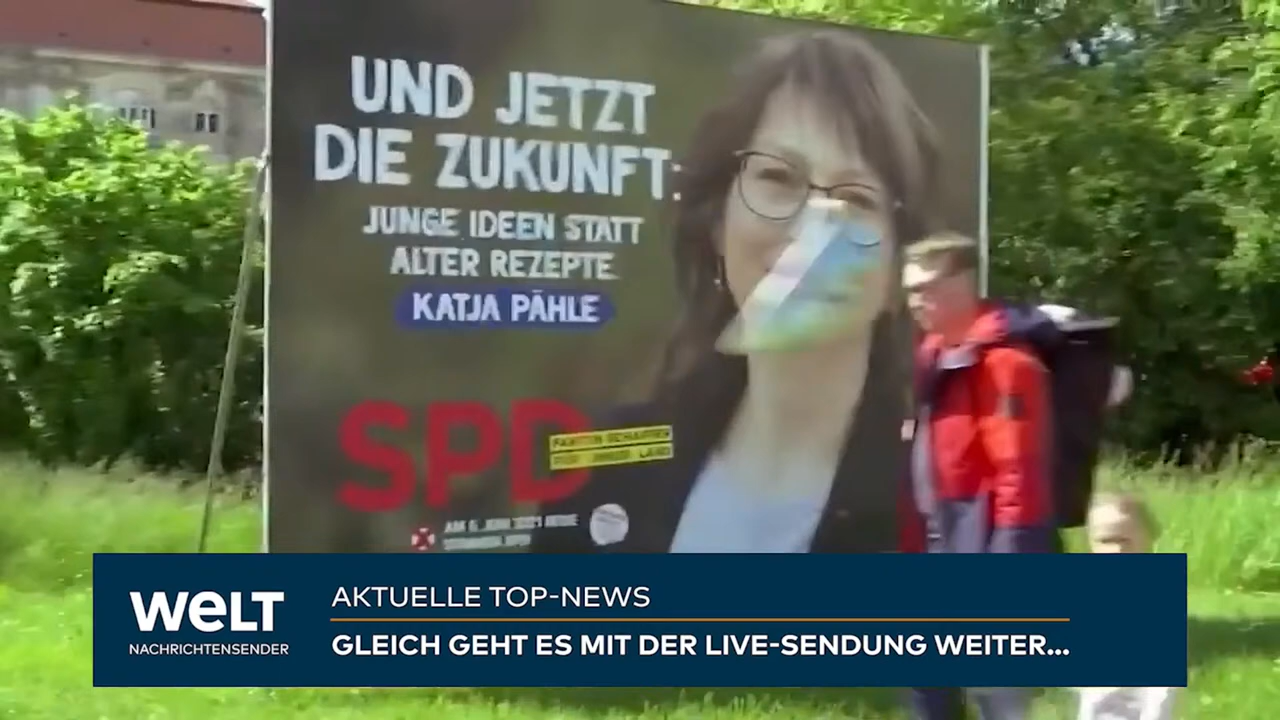 UND JETZT
DIE ZUKUNFT:
JUNGE IDEEN STATT
ALTER REZEPTE.
KATJA PÄHLE
SPD
WELT
NACHRICHTENSENDER
AKTUELLE TOP-NEWS
GLEICH GEHT ES MIT DER LIVE-SENDUNG WEITER...